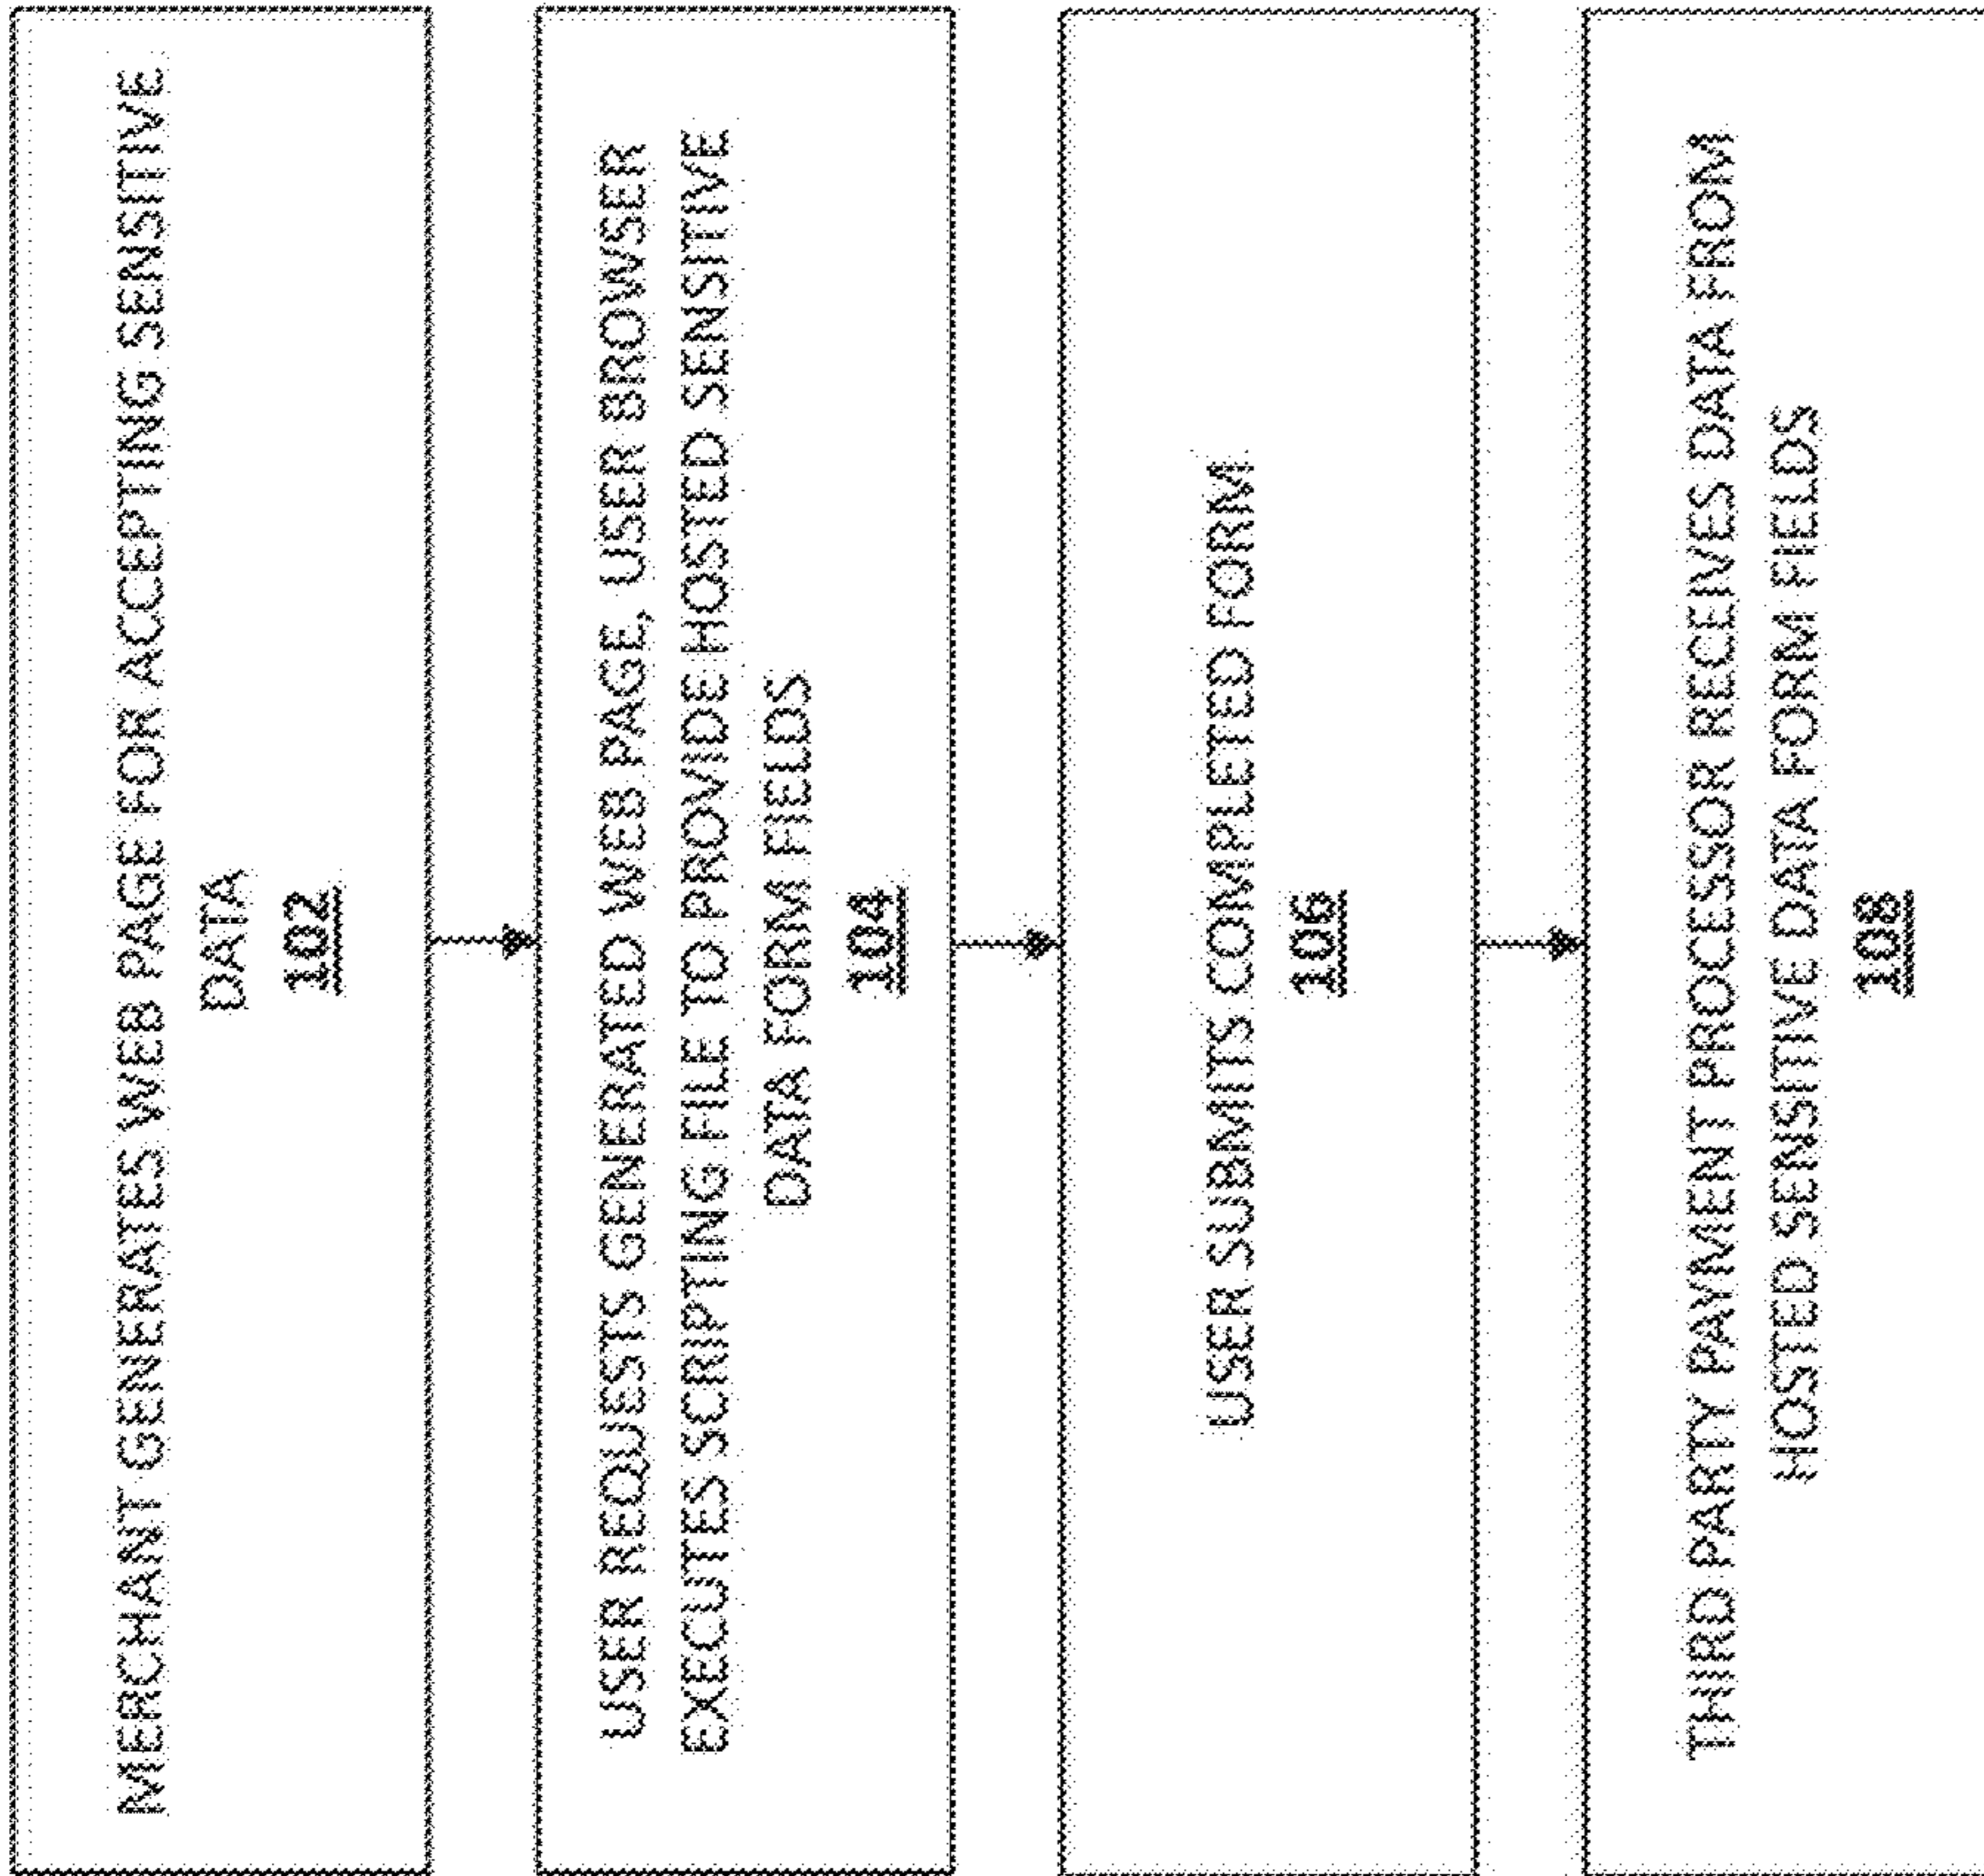 MERCHANT GENERATES WEB PAGE FOR ACCEPTING SENSITIVE
DATA
102
USER REQUESTS GENERATED WEB PAGE, USER BROWSER
EXECUTES SCRIPTING FILE TO PROVIDE HOSTED SENSITIVE
DATA FORM FIELDS
104
USER SUBMITS COMPLETED FORM
106
THIRD PARTY PAYMENT PROCESSOR RECEIVES DATA FROM
HOSTED SENSITIVE DATA FORM FIELDS
108